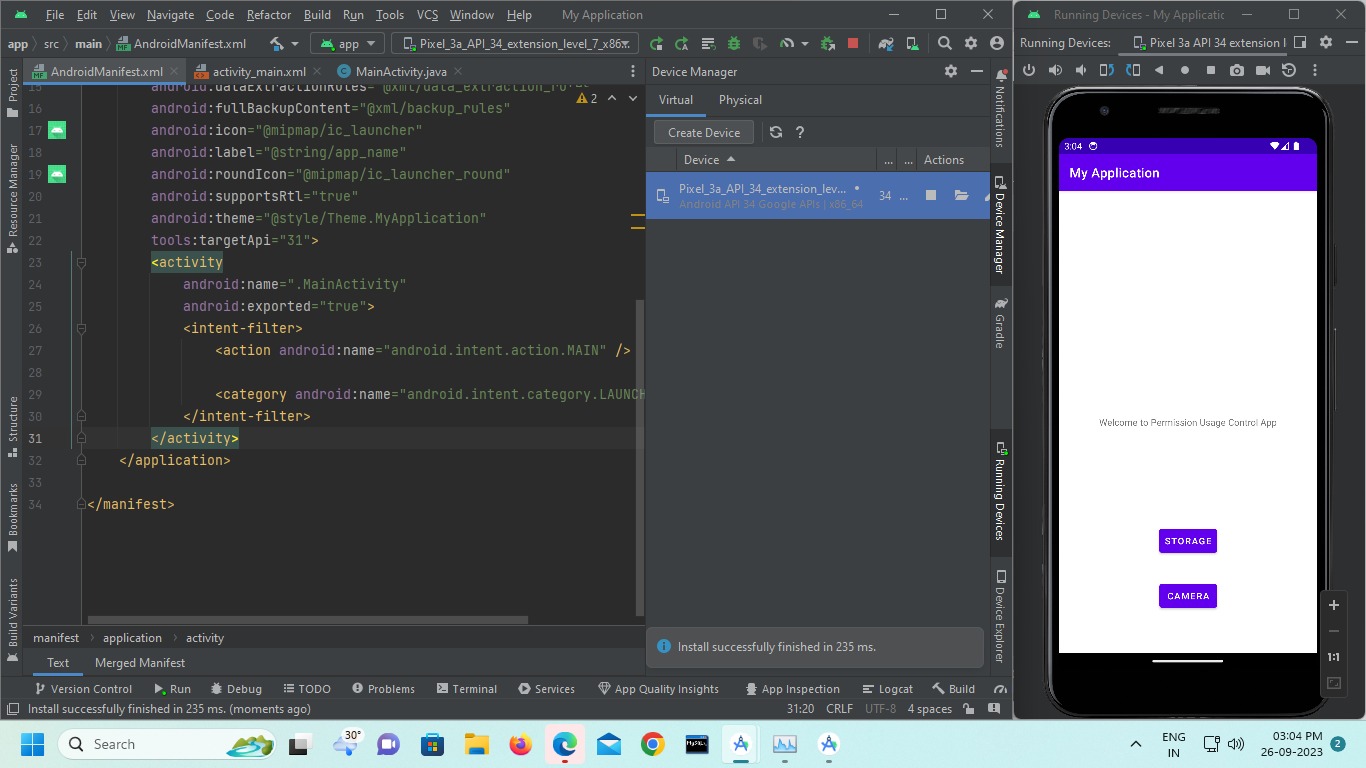 File Edit View Navigate Code Refactor Build Run Tools VCS Window Help My Application
Running Devices - My Applicatic
app src main AndroidManifest.xml app Pixel_3a_API_34_extension_level_7_x86
Running Devices: Pixel 3a API 34 extension l
AndroidManifest.xml activity_main.xml MainActivity.java
Device Manager
Project
Resource Manager
Structure
Bookmarks
Build Variants
15 android:dataExtractionRules="@xml/data_extraction_rules
2
16 android:fullBackupContent="@xml/backup_rules"
17 android:icon="@mipmap/ic_launcher"
18 android:label="@string/app_name"
19 android:roundIcon="@mipmap/ic_launcher_round"
20 android:supportsRtl="true"
21 android:theme="@style/Theme.MyApplication"
22 tools:targetApi="31">
23 <activity
24 android:name=".MainActivity"
25 android:exported="true">
26 <intent-filter>
27 <action android:name="android.intent.action.MAIN" />
28
29 <category android:name="android.intent.category.LAUNCH
30 </intent-filter>
31 </activity>
32 </application>
33
34 </manifest>
manifest application activity
Text Merged Manifest
Virtual Physical
Create Device
?
Device ... ... Actions
Pixel_3a_API_34_extension_lev... 34 ...
Android API 34 Google APIs | x86_64
Install successfully finished in 235 ms.
Notifications
Device Manager
Gradle
Running Devices
Device Explorer
3:04
My Application
Welcome to Permission Usage Control App
STORAGE
CAMERA
1:1
Version Control Run Debug TODO Problems Terminal Services App Quality Insights App Inspection Logcat Build
Install successfully finished in 235 ms. (moments ago) 31:20 CRLF UTF-8 4 spaces
Search
30°
MySQL
ENG
IN
03:04 PM
26-09-2023
2